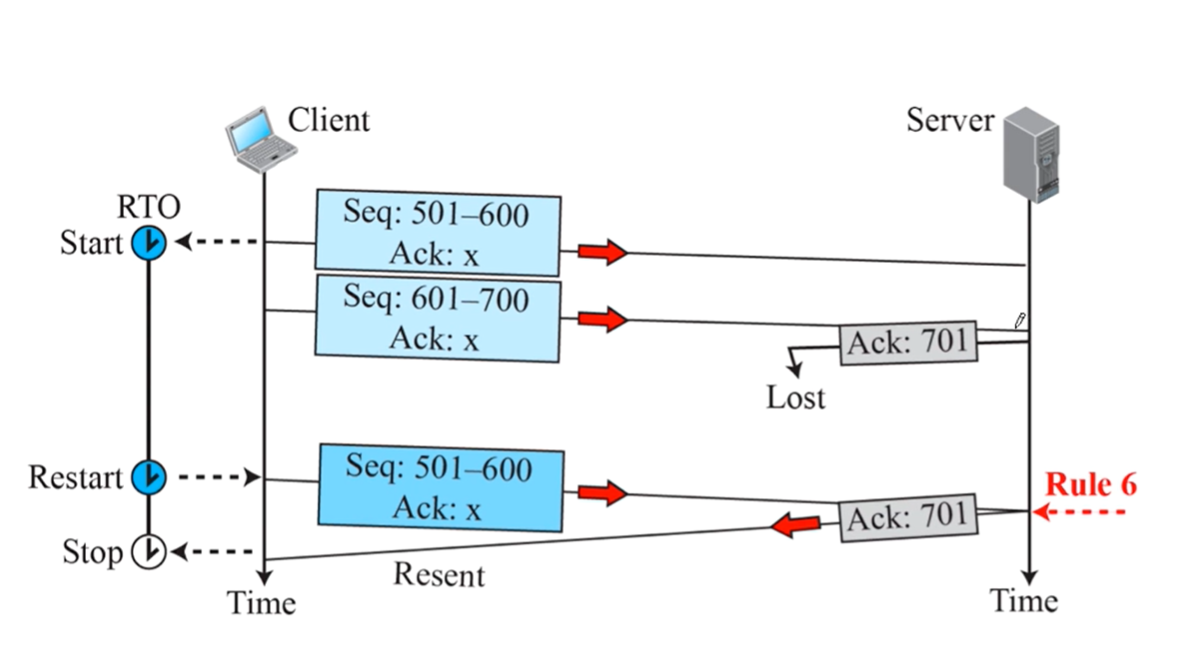 Client
Server
RTO
Start
Seq: 501–600
Ack: x
Seq: 601–700
Ack: x
Ack: 701
Lost
Restart
Seq: 501–600
Ack: x
Rule 6
Ack: 701
Stop
Resent
Time
Time